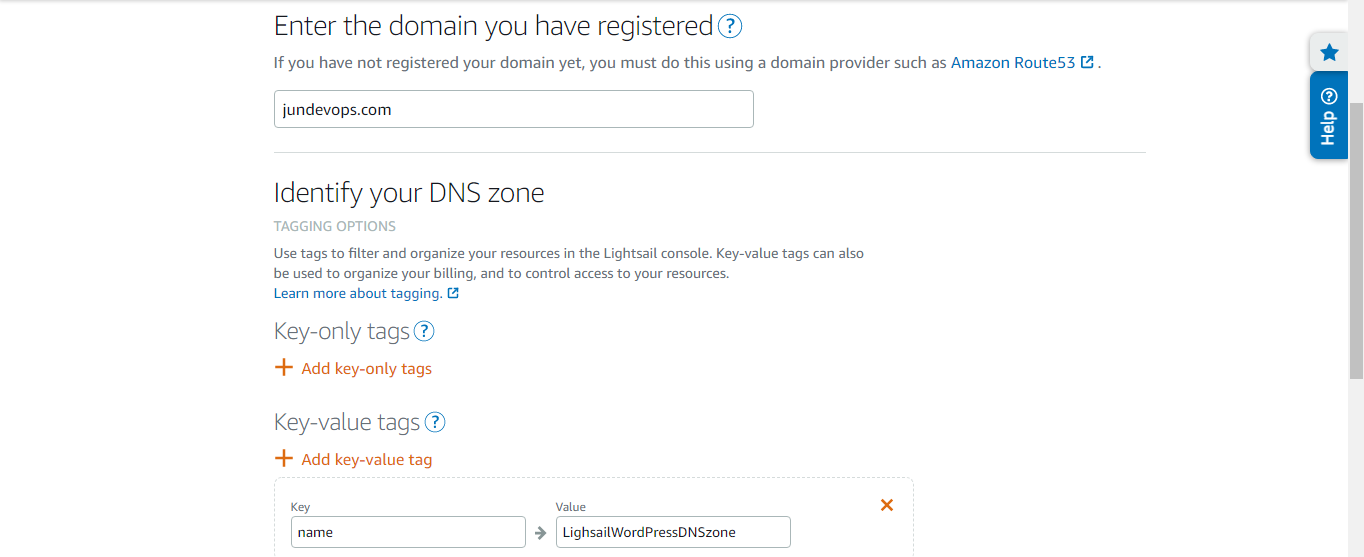 Enter the domain you have registered ?
If you have not registered your domain yet, you must do this using a domain provider such as Amazon Route53 .
jundevops.com
Help ?
Identify your DNS zone
TAGGING OPTIONS
Use tags to filter and organize your resources in the Lightsail console. Key-value tags can also
be used to organize your billing, and to control access to your resources.
Learn more about tagging.
Key-only tags ?
+ Add key-only tags
Key-value tags ?
+ Add key-value tag
Key Value
name LighsailWordPressDNSzone